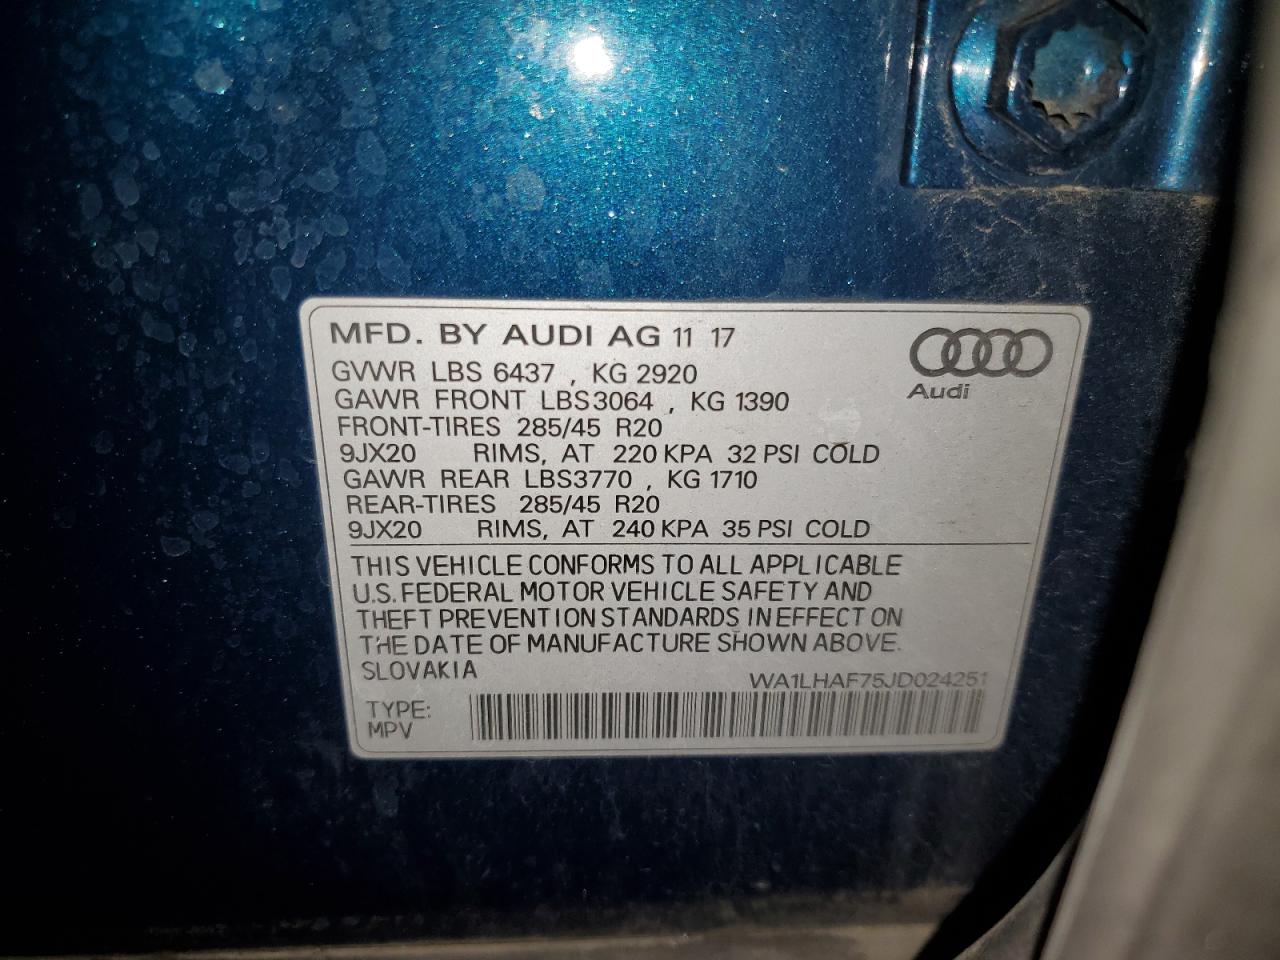 MFD. BY AUDI AG 11 17
Audi
GVWR LBS 6437 , KG 2920
GAWR FRONT LBS3064 , KG 1390
FRONT-TIRES 285/45 R20
9JX20 RIMS, AT 220 KPA 32 PSI COLD
GAWR REAR LBS3770 , KG 1710
REAR-TIRES 285/45 R20
9JX20 RIMS, AT 240 KPA 35 PSI COLD
THIS VEHICLE CONFORMS TO ALL APPLICABLE
U.S. FEDERAL MOTOR VEHICLE SAFETY AND
THEFT PREVENTION STANDARDS IN EFFECT ON
THE DATE OF MANUFACTURE SHOWN ABOVE.
SLOVAKIA
WA1LHAF75JD024251
TYPE:
MPV